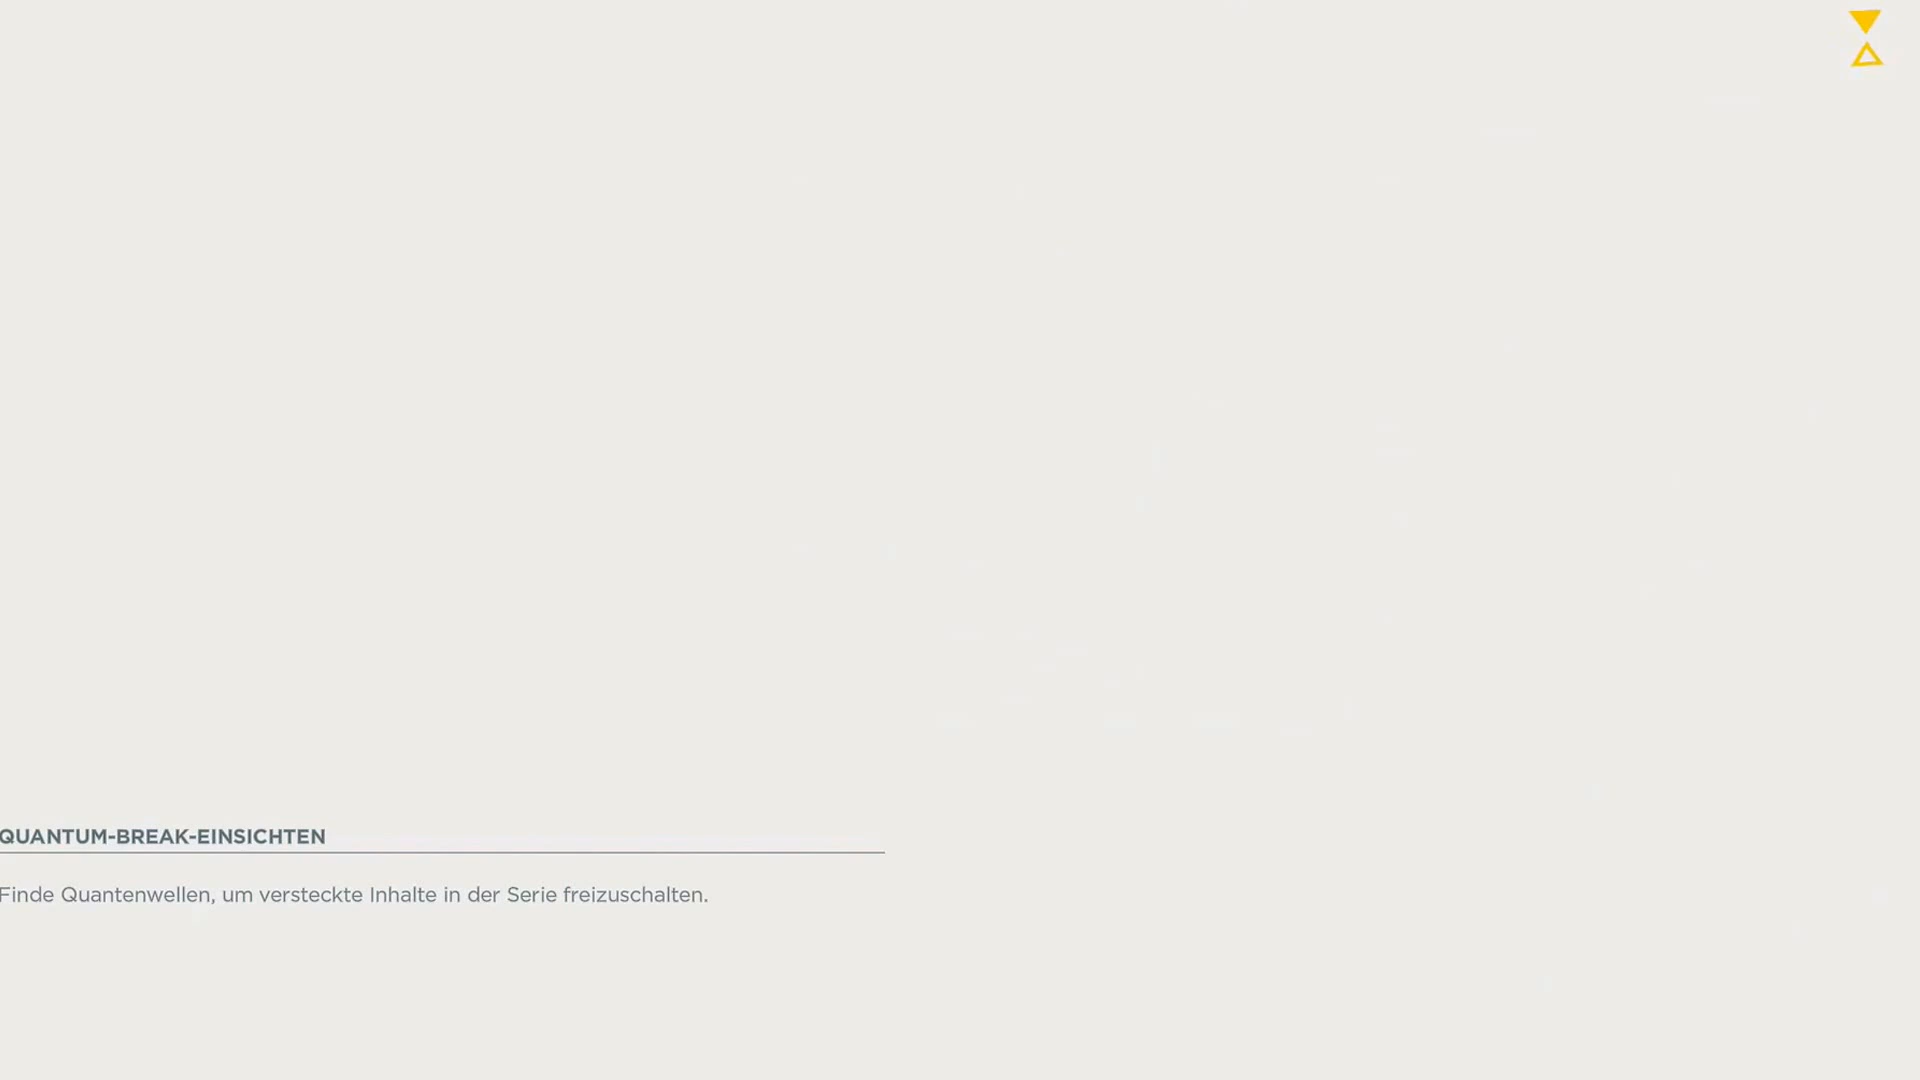 QUANTUM-BREAK-EINSICHTEN
Finde Quantenwellen, um versteckte Inhalte in der Serie freizuschalten.